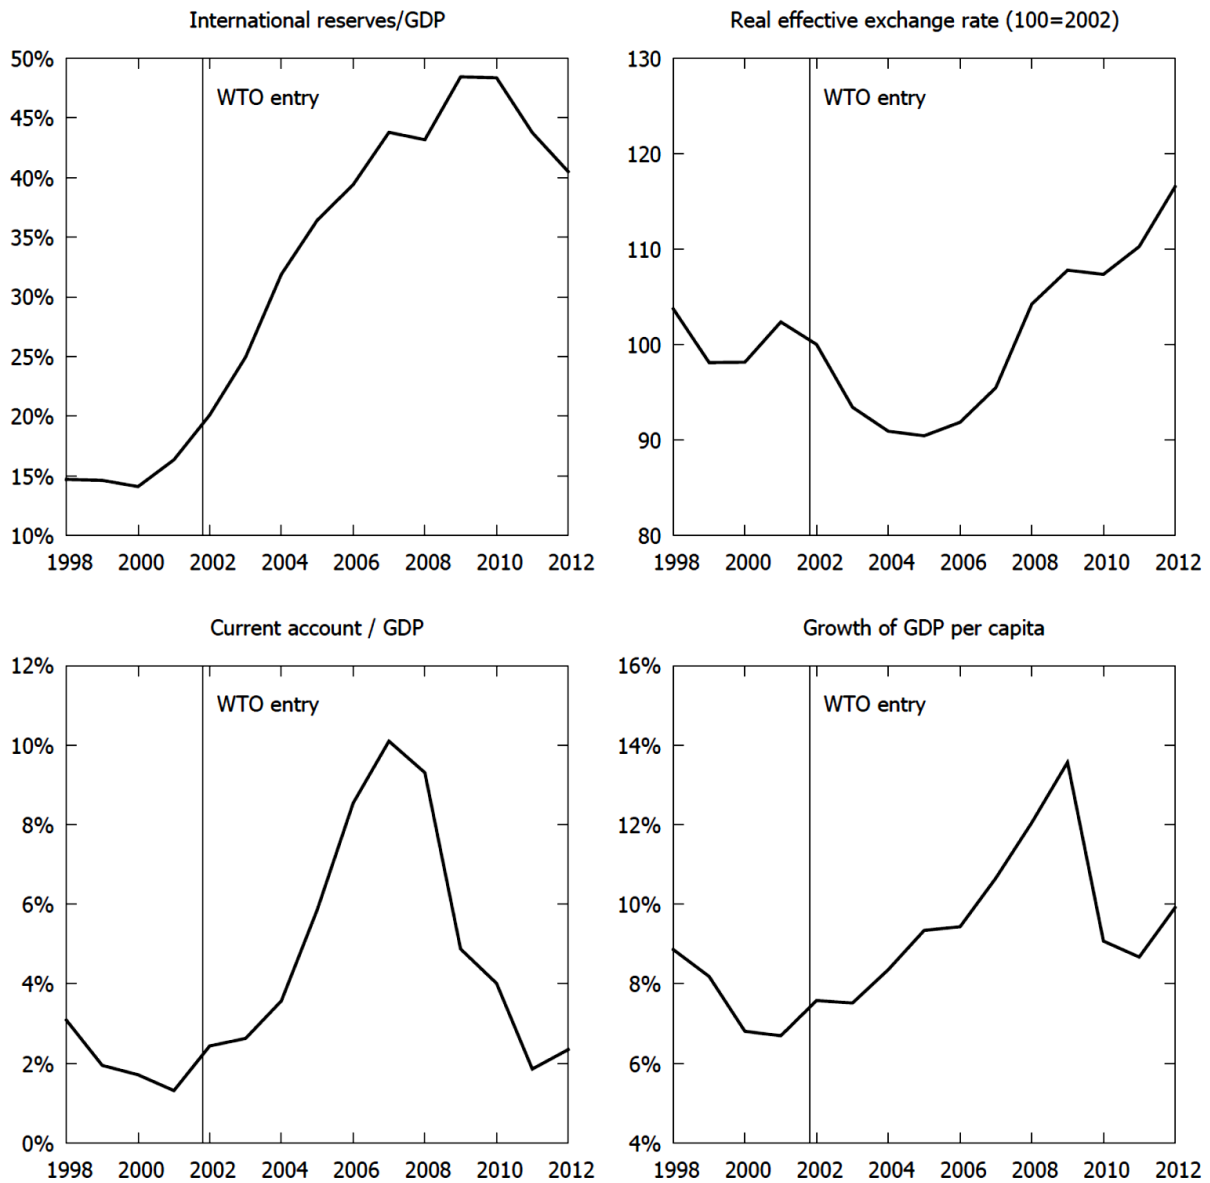 International reserves/GDP
50%
45%
40%
35%
30%
25%
20%
15%
10%
WTO entry
1998 2000 2002 2004 2006 2008 2010 2012
Real effective exchange rate (100=2002)
130
120
110
100
90
80
WTO entry
1998 2000 2002 2004 2006 2008 2010 2012
Current account / GDP
12%
10%
8%
6%
4%
2%
0%
WTO entry
1998 2000 2002 2004 2006 2008 2010 2012
Growth of GDP per capita
16%
14%
12%
10%
8%
6%
4%
WTO entry
1998 2000 2002 2004 2006 2008 2010 2012